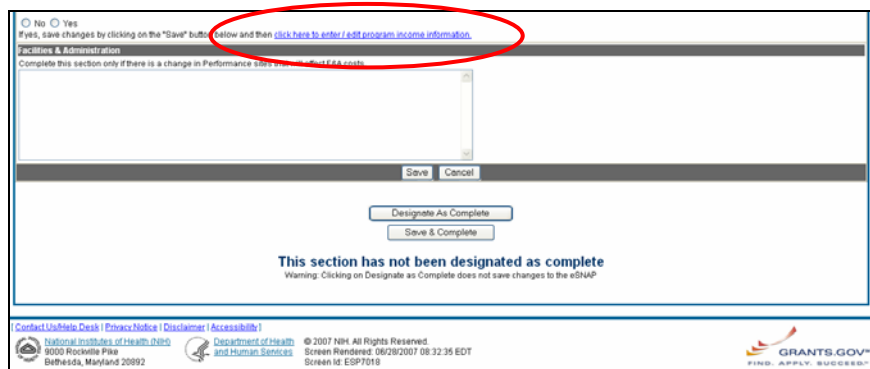 No Yes
If yes, save changes by clicking on the "Save" button below and then click here to enter / edit program income information.
Facilities & Administration
Complete this section only if there is a change in Performance sites that will effect F&A costs.
Save Cancel
Designate As Complete
Save & Complete
This section has not been designated as complete
Warning: Clicking on Designate as Complete does not save changes to the eSNAP
[ Contact Us/Help Desk | Privacy Notice | Disclaimer | Accessibility ]
National Institutes of Health (NIH)
9000 Rockville Pike
Bethesda, Maryland 20892
Department of Health
and Human Services
© 2007 NIH. All Rights Reserved.
Screen Rendered: 06/28/2007 08:32:35 EDT
Screen Id: ESP7018
GRANTS.GOV℠
FIND. APPLY. SUCCEED.℠